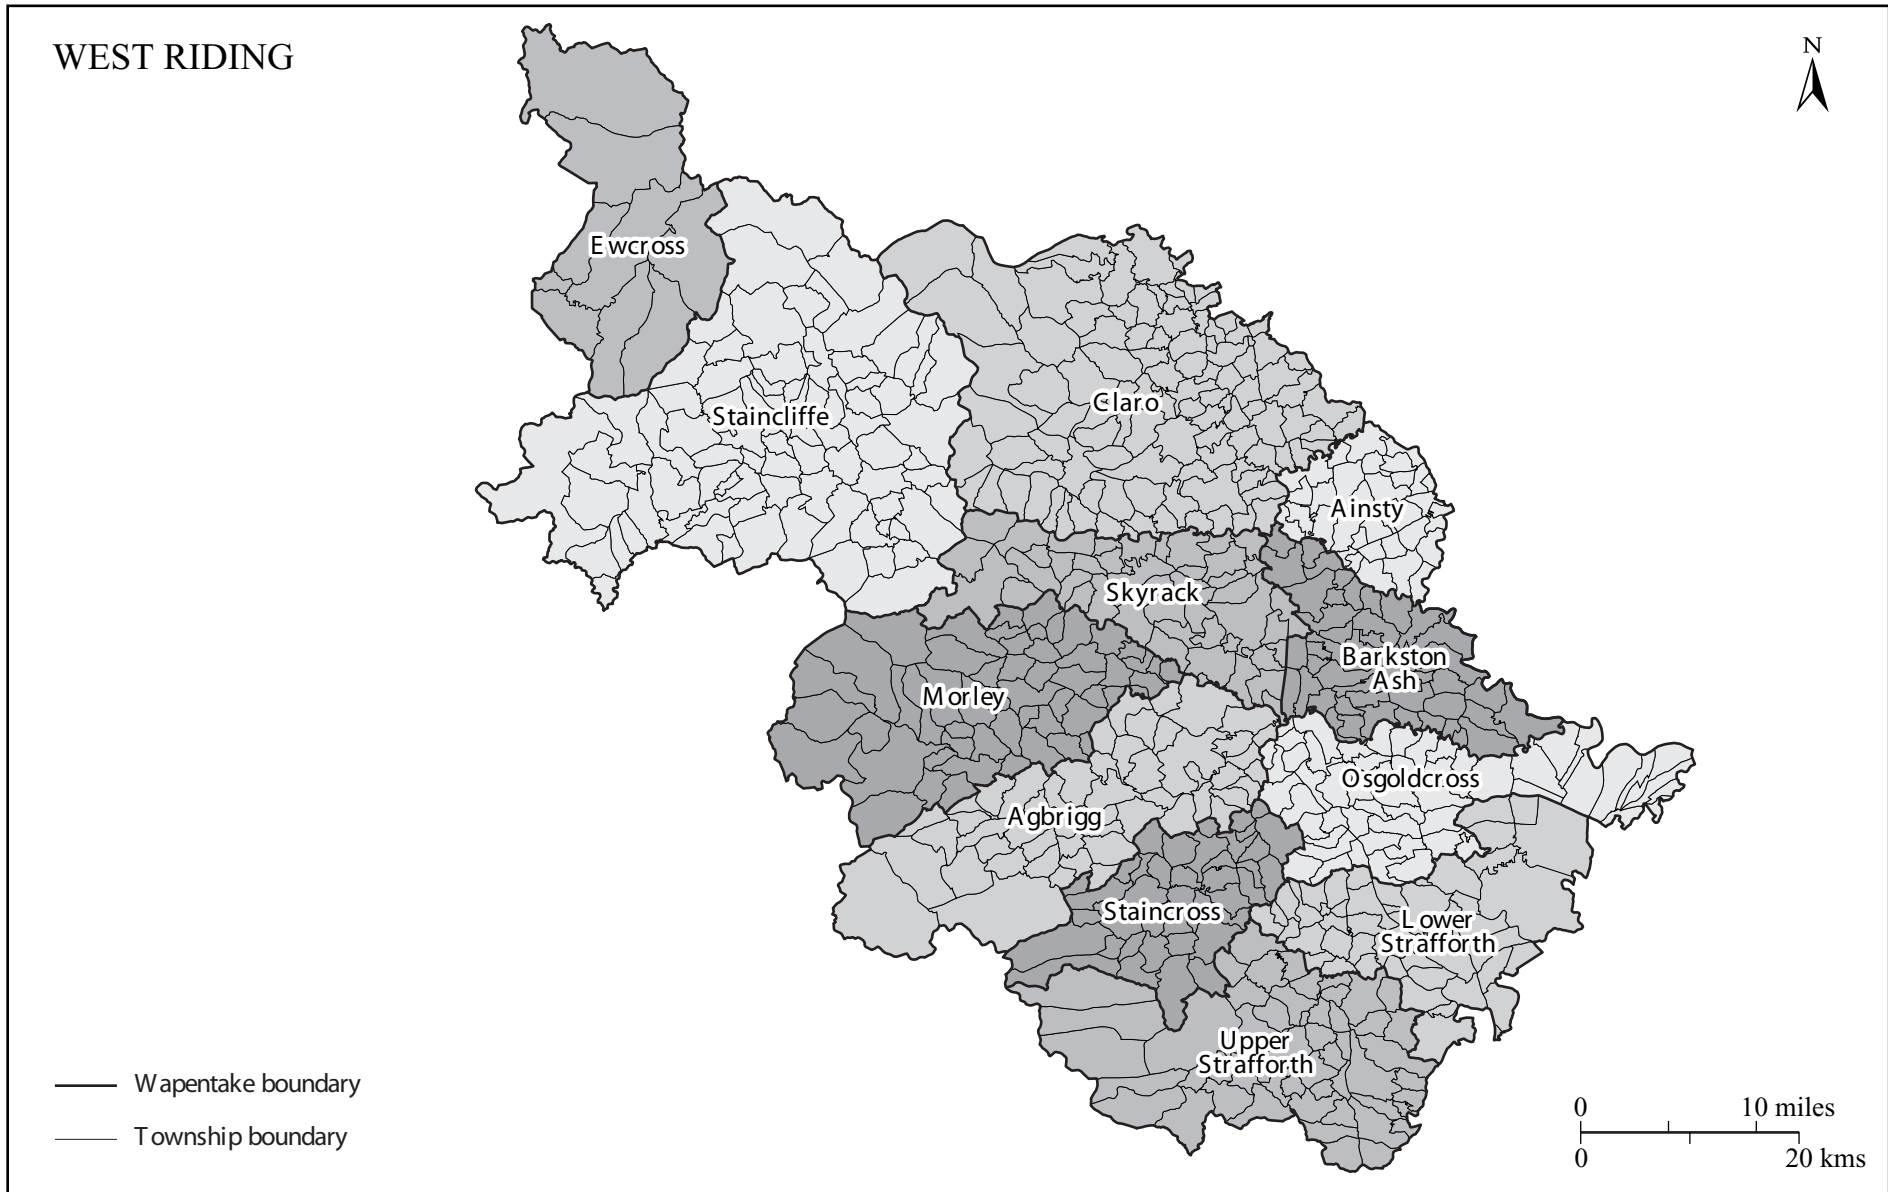 WEST RIDING
N
Ewcross
Staincliffe
Claro
Ainsty
Skyrack
Barkston
Ash
Morley
Osgoldcross
Agbrigg
Staincross
Lower
Strafforth
Upper
Strafforth
Wapentake boundary
Township boundary
0 10 miles
0 20 kms